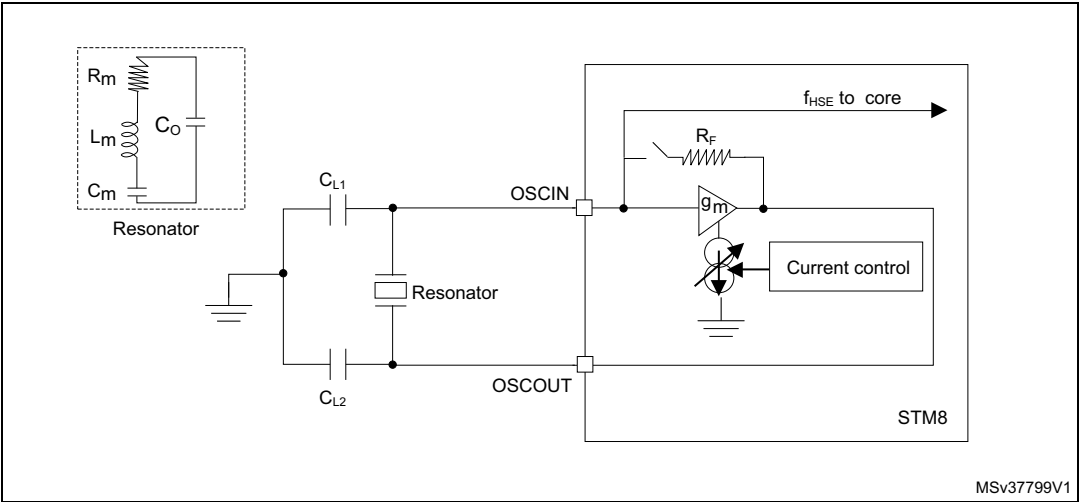 Rm
Lm
CO
Cm
Resonator
CL1
Resonator
CL2
OSCIN
OSCOUT
fHSE to core
RF
gm
Current control
STM8
MSv37799V1